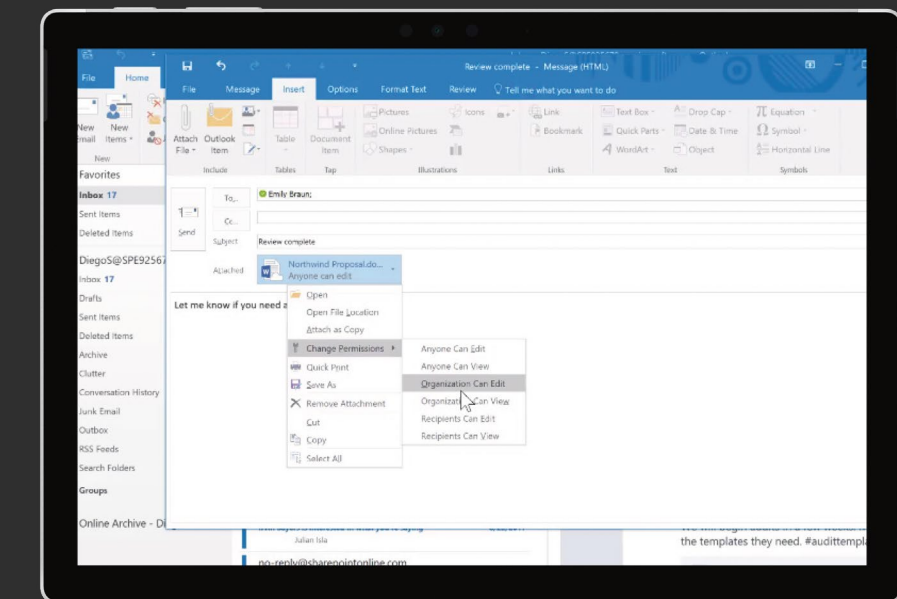 Review complete - Message (HTML)
File
Home
File
Message
Insert
Options
Format Text
Review
Tell me what you want to do
New
New
Items
New
Attach
File
Outlook
Item
Table
Document
Item
Pictures
Online Pictures
Shapes
Icons
Link
Bookmark
Text Box
Quick Parts
WordArt
Drop Cap
Date & Time
Object
Equation
Symbol
Horizontal Line
Include
Tables
Tap
Illustrations
Links
Text
Symbols
Favorites
Inbox 17
Sent Items
Deleted Items
DiegoS@SPE92567
Inbox 17
Drafts
Sent Items
Deleted Items
Archive
Clutter
Conversation History
Junk Email
Outbox
RSS Feeds
Search Folders
Groups
Online Archive - Di
Send
To...
Emily Braun;
Cc...
Subject
Review complete
Attached
Northwind Proposal.do...
Anyone can edit
Let me know if you need a
Open
Open File Location
Attach as Copy
Change Permissions
Quick Print
Save As
Remove Attachment
Cut
Copy
Select All
Anyone Can Edit
Anyone Can View
Organization Can Edit
Organization Can View
Recipients Can Edit
Recipients Can View
Julian Isla
no-reply@sharepointonline.com
the templates they need. #audittempl